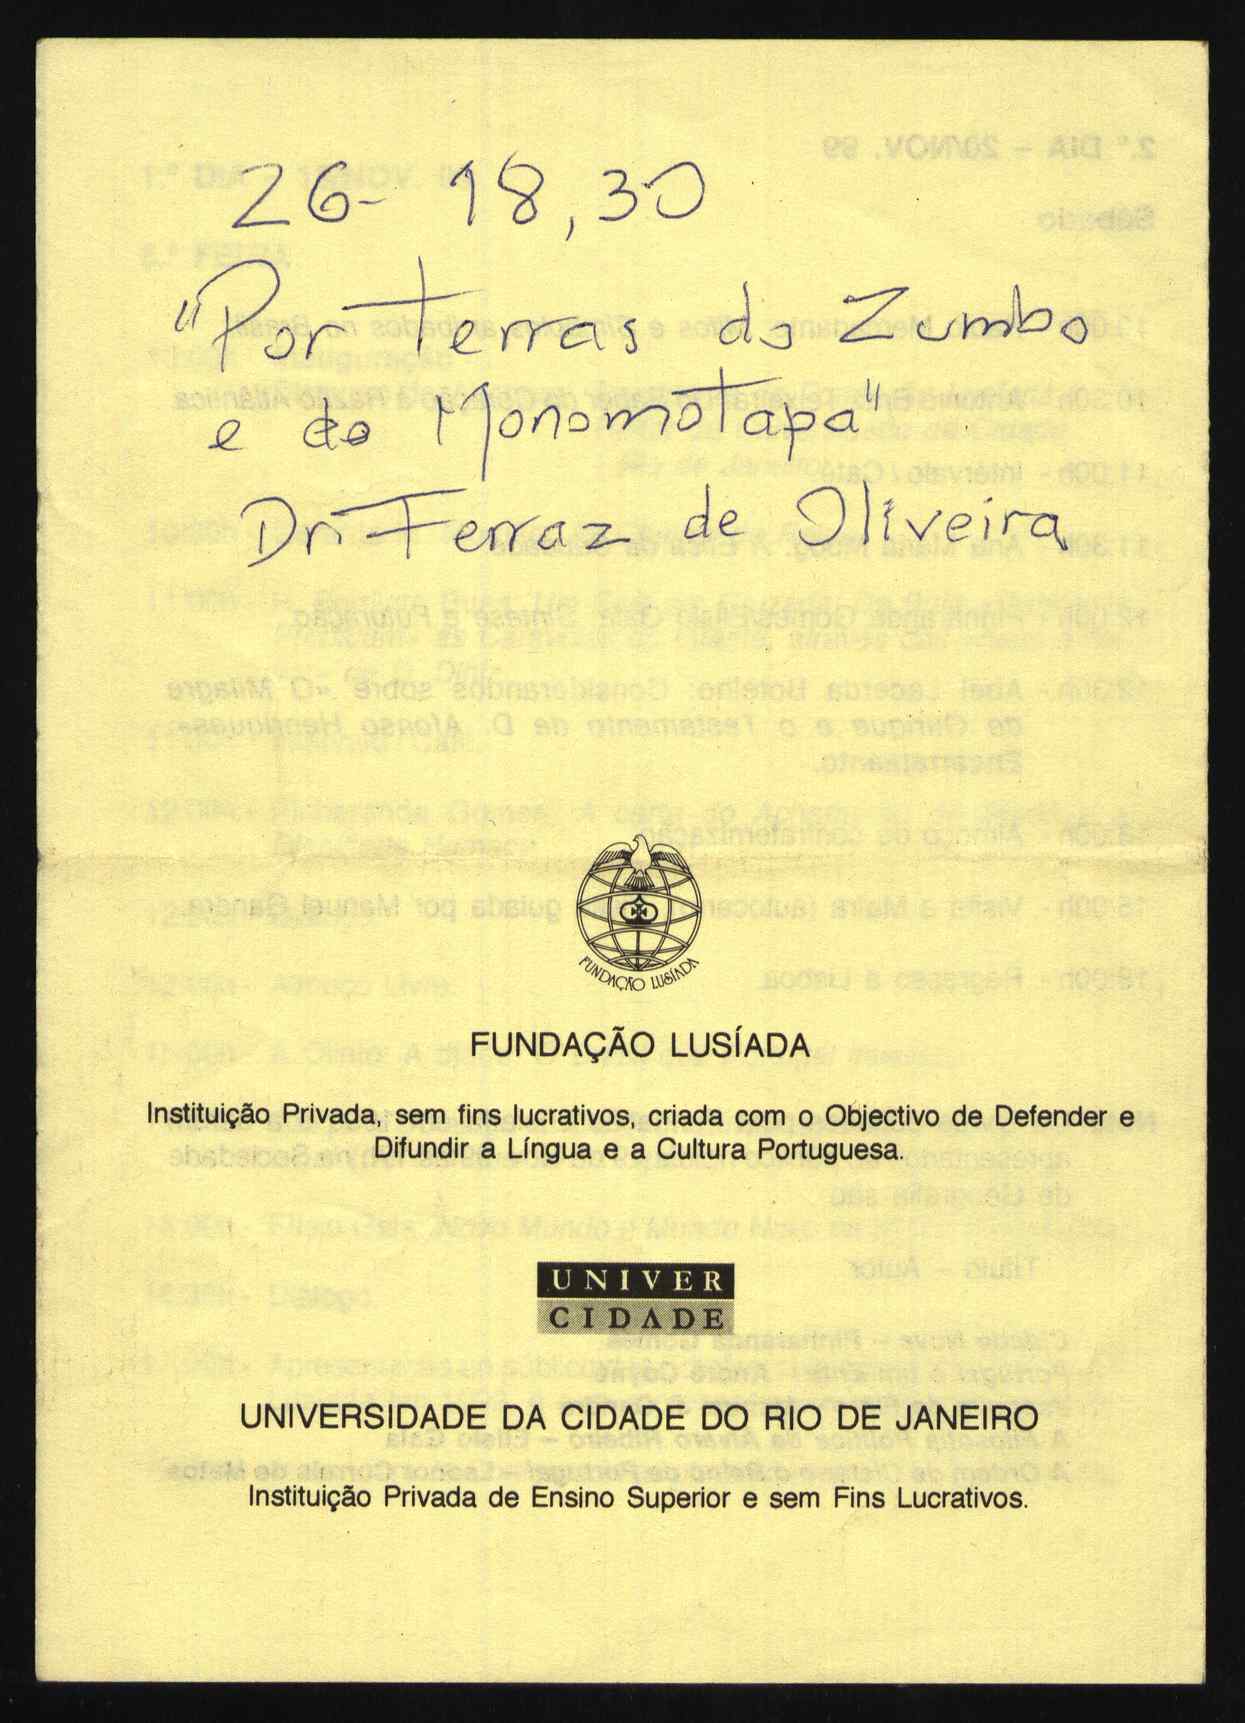 26- 18,30
"Por Terras do Zumbo
e do Monomotapa"
Dr. Ferraz de Oliveira
FUNDAÇÃO LUSÍADA
FUNDAÇÃO LUSÍADA
Instituição Privada, sem fins lucrativos, criada com o Objectivo de Defender e
Difundir a Língua e a Cultura Portuguesa.
UNIVER
CIDADE
UNIVERSIDADE DA CIDADE DO RIO DE JANEIRO
Instituição Privada de Ensino Superior e sem Fins Lucrativos.